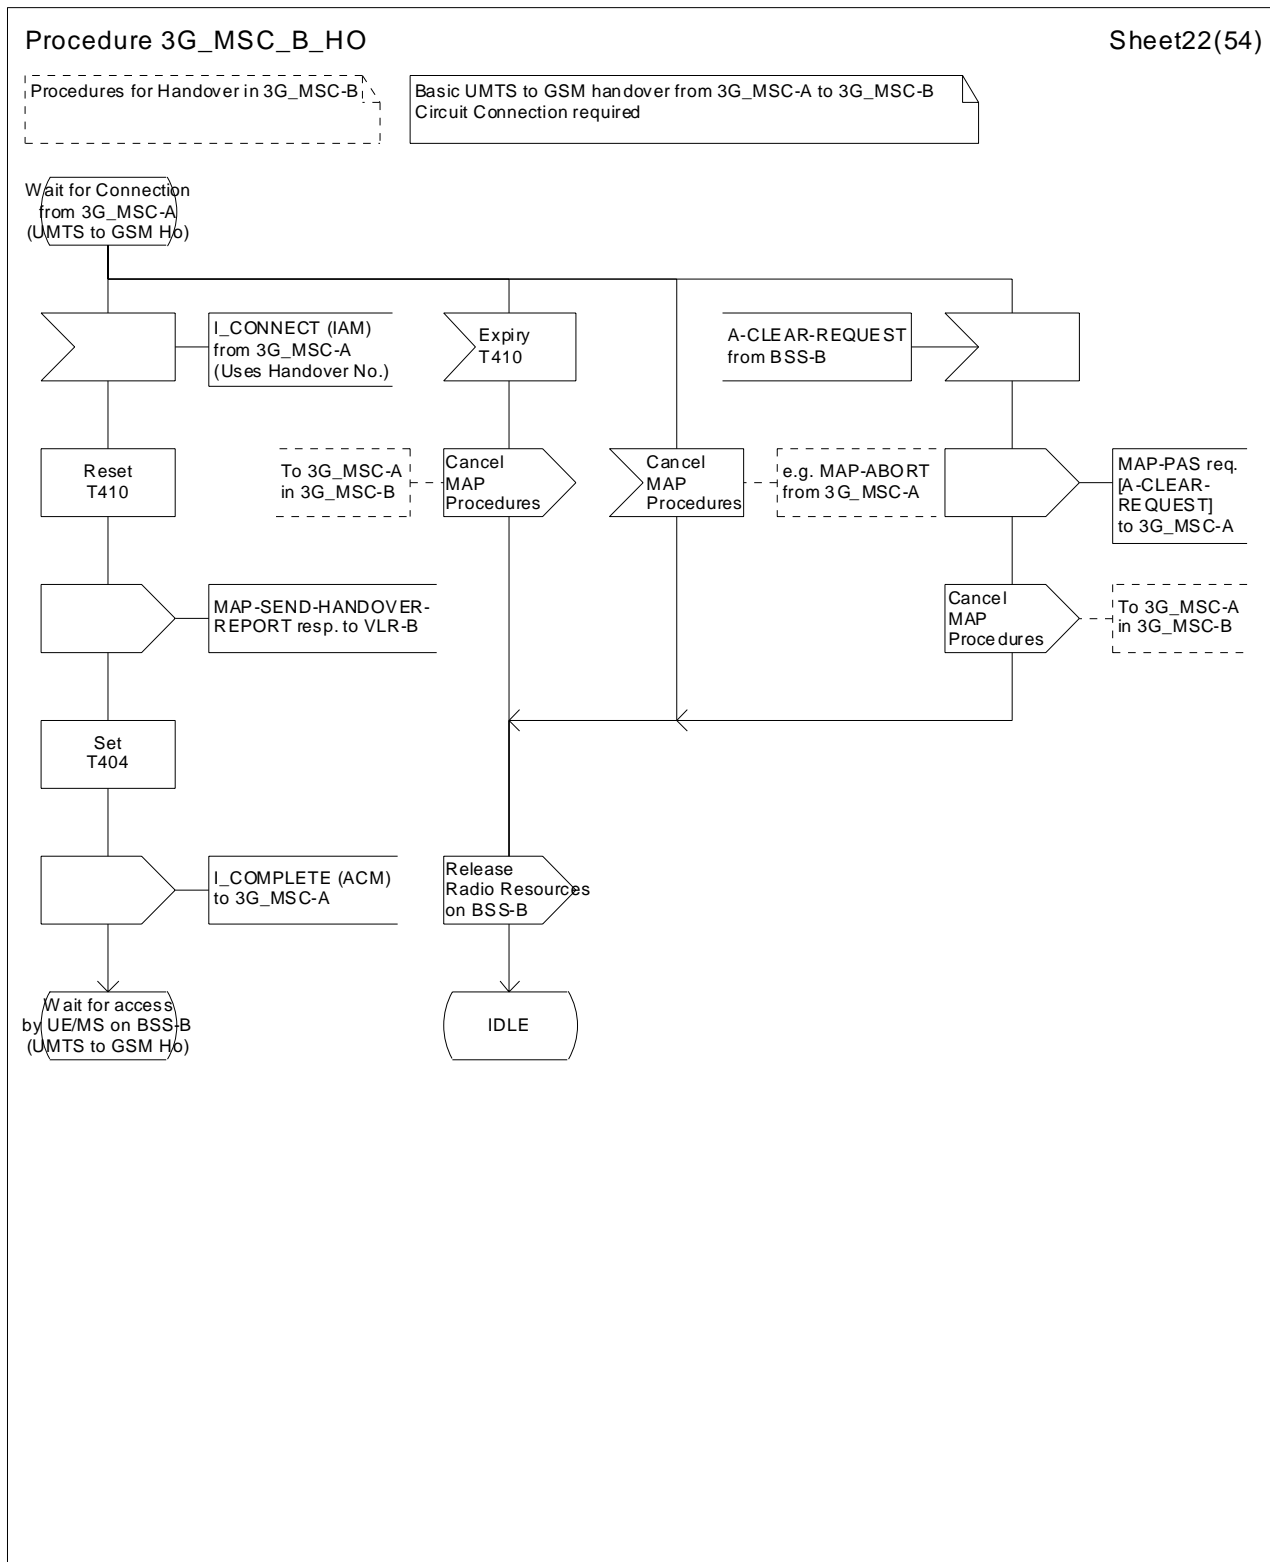 Procedure 3G_MSC_B_HO
Sheet22(54)
Procedures for Handover in 3G_MSC-B
Basic UMTS to GSM handover from 3G_MSC-A to 3G_MSC-B
Circuit Connection required
Wait for Connection
from 3G_MSC-A
(UMTS to GSM Ho)
I_CONNECT (IAM)
from 3G_MSC-A
(Uses Handover No.)
Expiry
T410
A-CLEAR-REQUEST
from BSS-B
Reset
T410
To 3G_MSC-A
in 3G_MSC-B
Cancel
MAP
Procedures
Cancel
MAP
Procedures
e.g. MAP-ABORT
from 3G_MSC-A
MAP-PAS req.
[A-CLEAR-
REQUEST]
to 3G_MSC-A
MAP-SEND-HANDOVER-
REPORT resp. to VLR-B
Cancel
MAP
Procedures
To 3G_MSC-A
in 3G_MSC-B
Set
T404
I_COMPLETE (ACM)
to 3G_MSC-A
Release
Radio Resources
on BSS-B
Wait for access
by UE/MS on BSS-B
(UMTS to GSM Ho)
IDLE